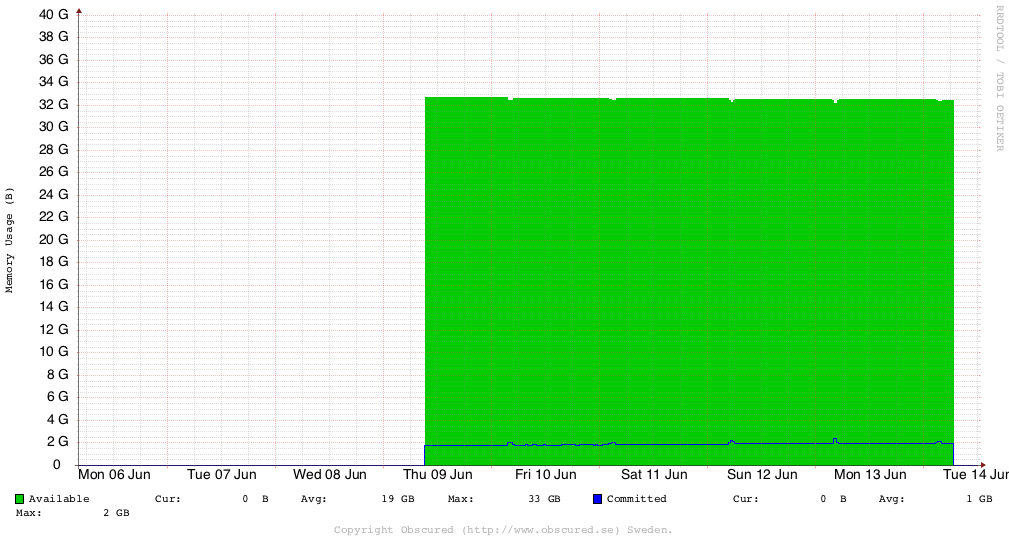 RRDTOOL / TOBI OETIKER
Memory Usage (B)
40 G
38 G
36 G
34 G
32 G
30 G
28 G
26 G
24 G
22 G
20 G
18 G
16 G
14 G
12 G
10 G
8 G
6 G
4 G
2 G
0
Mon 06 Jun Tue 07 Jun Wed 08 Jun Thu 09 Jun Fri 10 Jun Sat 11 Jun Sun 12 Jun Mon 13 Jun Tue 14 Jun
Available Cur: 0 B Avg: 19 GB Max: 33 GB Committed Cur: 0 B Avg: 1 GB
Max: 2 GB
Copyright Obscured (http://www.obscured.se) Sweden.